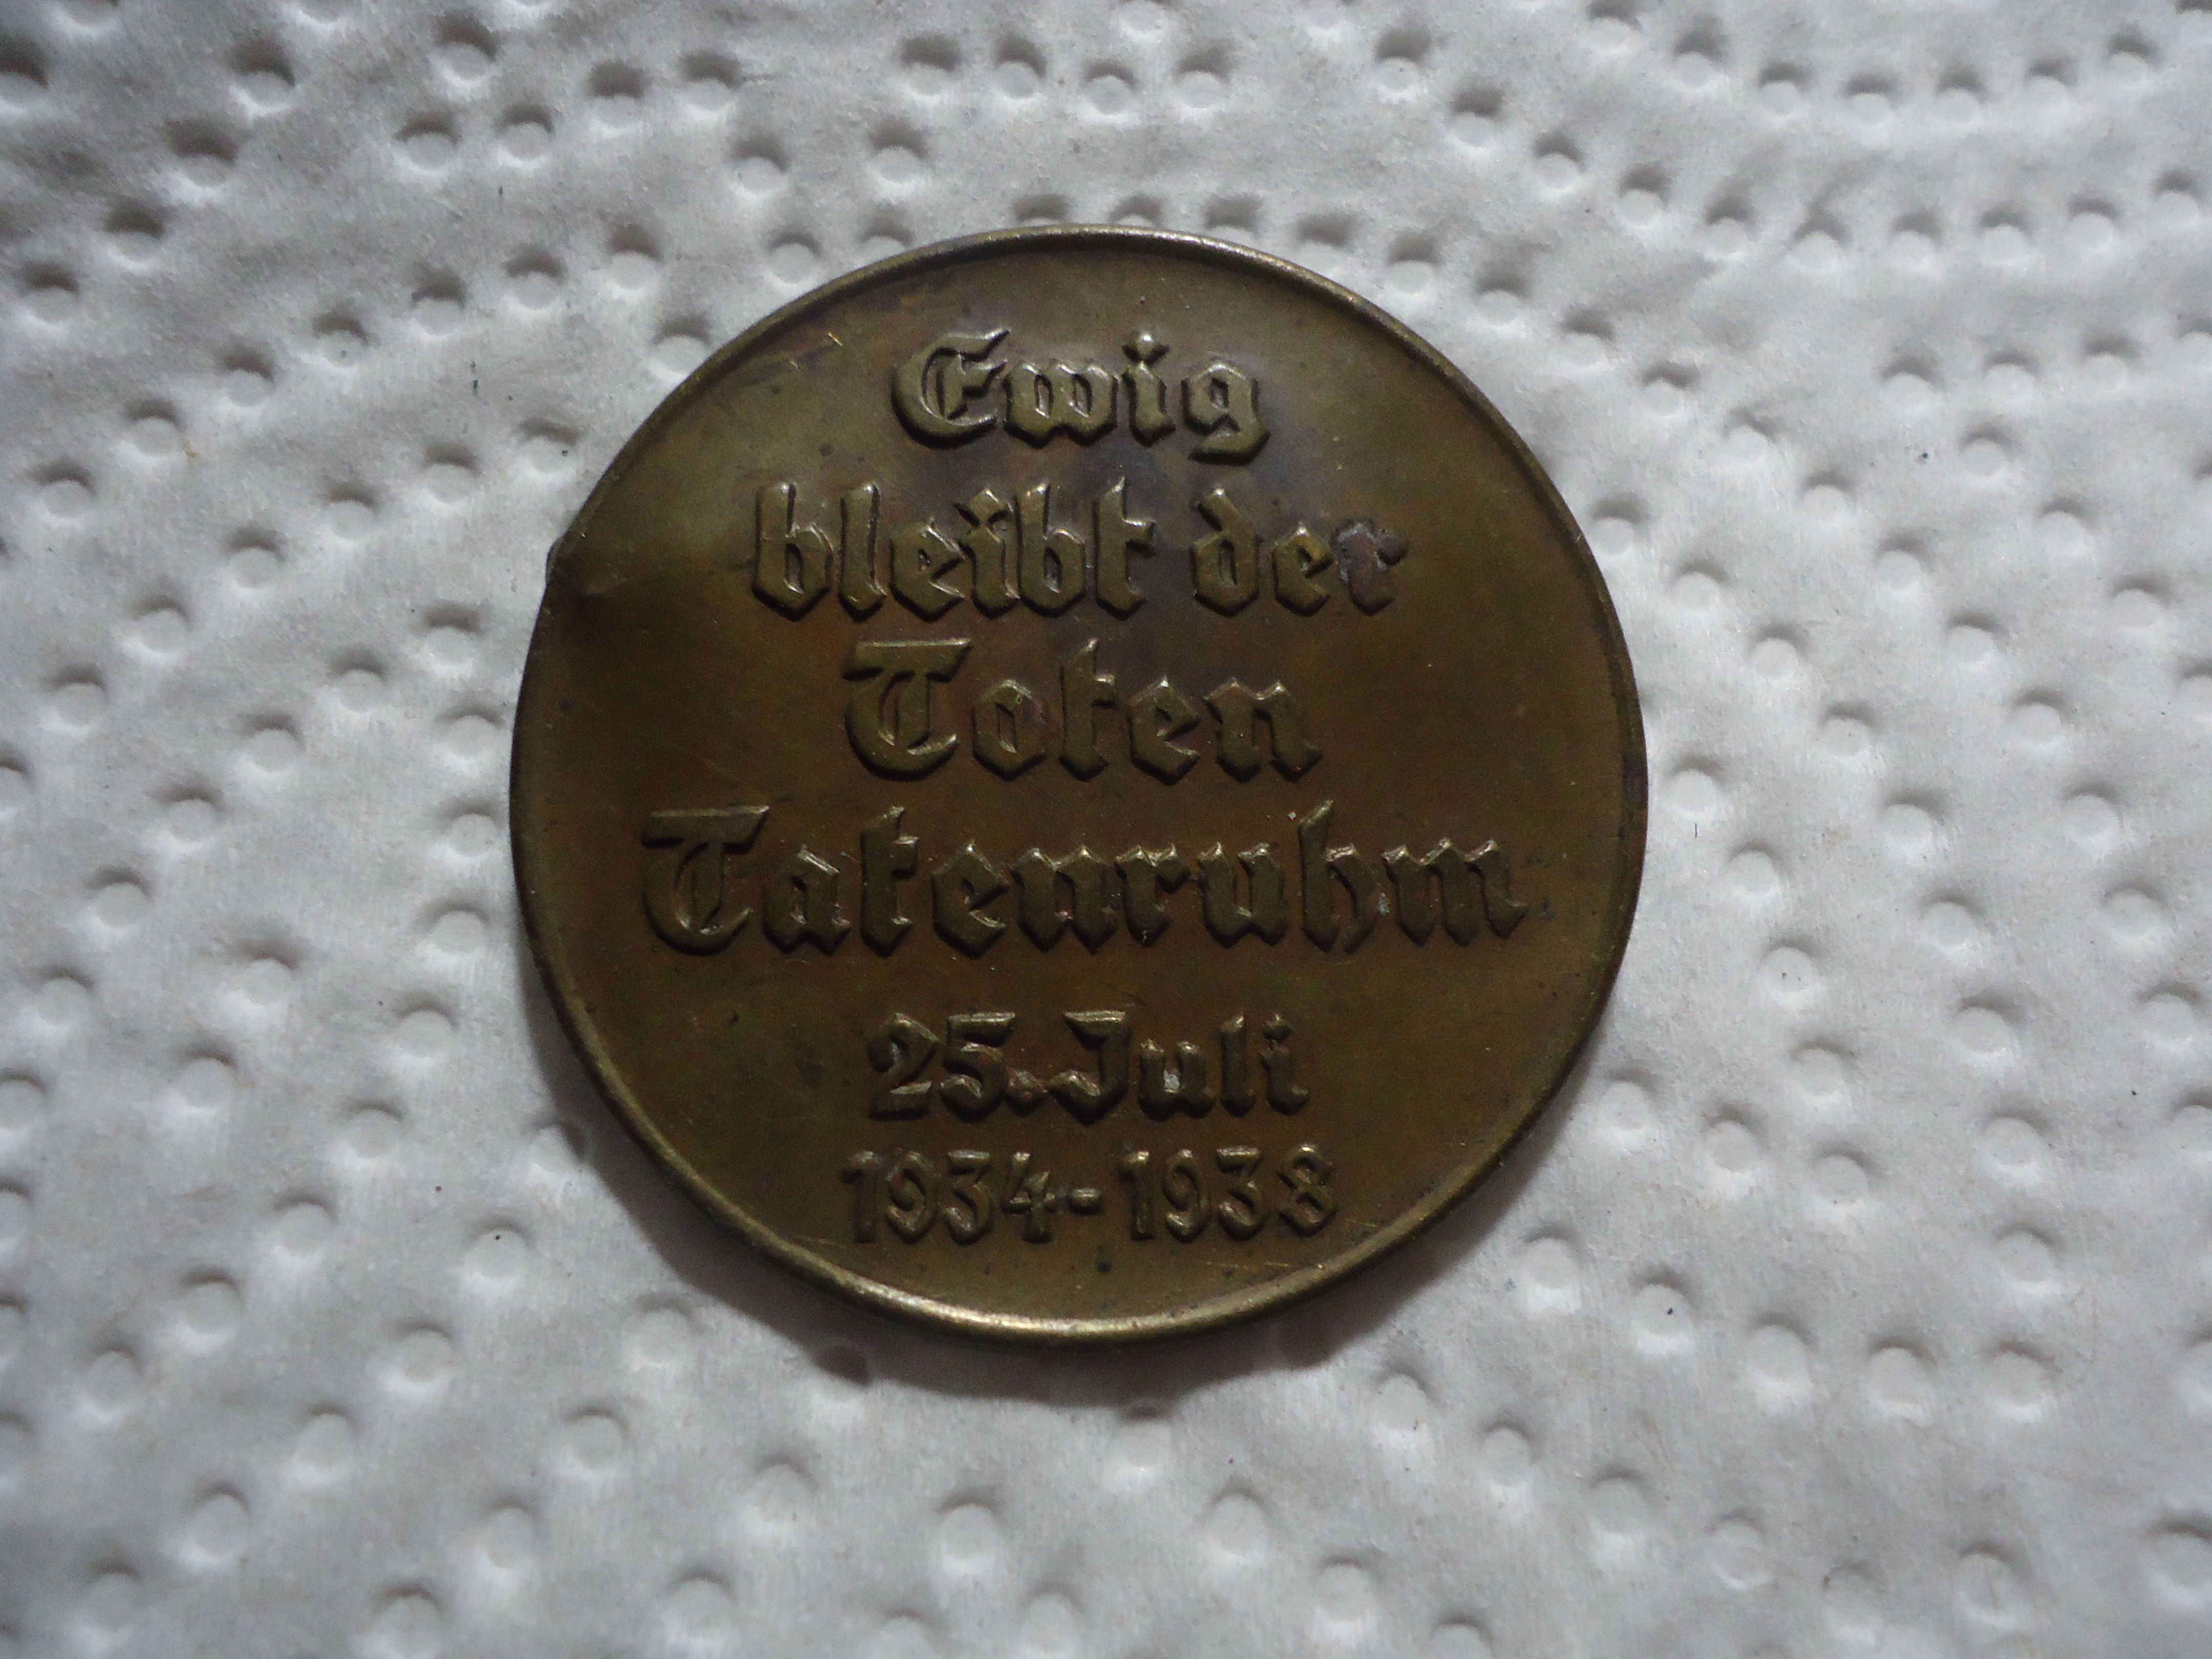 Ewig
bleibt der
Toten
Tatenruhm
25. Juli
1934-1938